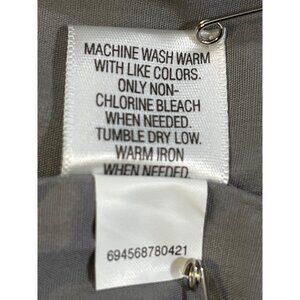 MACHINE WASH WARM
WITH LIKE COLORS.
ONLY NON-
CHLORINE BLEACH
WHEN NEEDED.
TUMBLE DRY LOW.
WARM IRON
WHEN NEEDED
694568780421